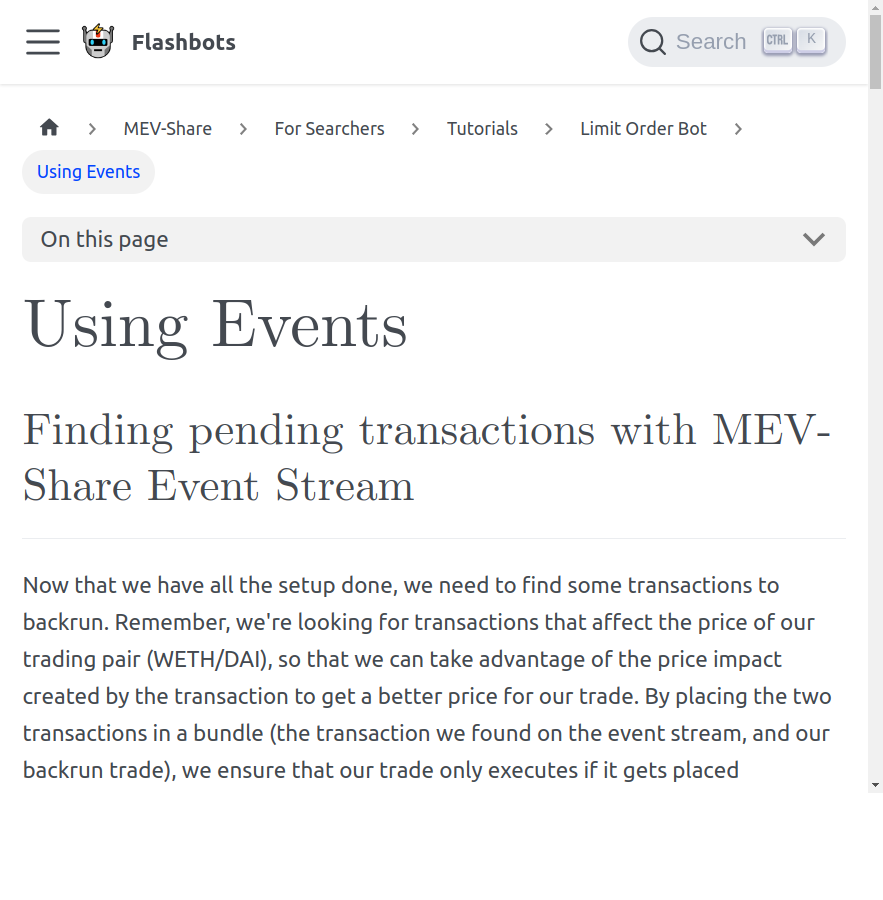 Flashbots
Search CTRL K
MEV-Share For Searchers Tutorials Limit Order Bot
Using Events
On this page
Using Events
Finding pending transactions with MEV-
Share Event Stream
Now that we have all the setup done, we need to find some transactions to
backrun. Remember, we're looking for transactions that affect the price of our
trading pair (WETH/DAI), so that we can take advantage of the price impact
created by the transaction to get a better price for our trade. By placing the two
transactions in a bundle (the transaction we found on the event stream, and our
backrun trade), we ensure that our trade only executes if it gets placed